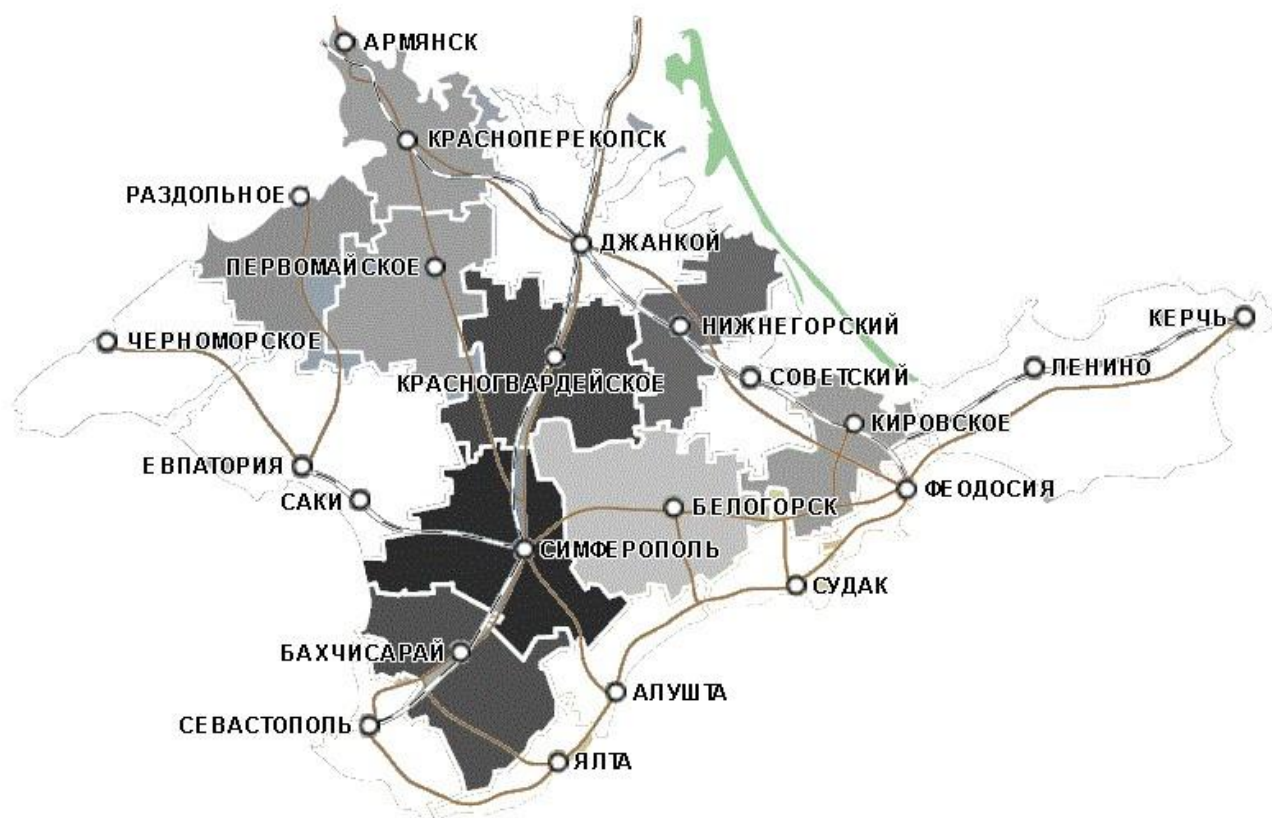 АРМЯНСК
КРАСНОПЕРЕКОПСК
РАЗДОЛЬНОЕ
ДЖАНКОЙ
ПЕРВОМАЙСКОЕ
КЕРЧЬ
НИЖНЕГОРСКИЙ
ЧЕРНОМОРСКОЕ
ЛЕНИНО
СОВЕТСКИЙ
КРАСНОГВАРДЕЙСКОЕ
КИРОВСКОЕ
ЕВПАТОРИЯ
ФЕОДОСИЯ
САКИ
БЕЛОГОРСК
СИМФЕРОПОЛЬ
СУДАК
БАХЧИСАРАЙ
АЛУШТА
СЕВАСТОПОЛЬ
ЯЛТА